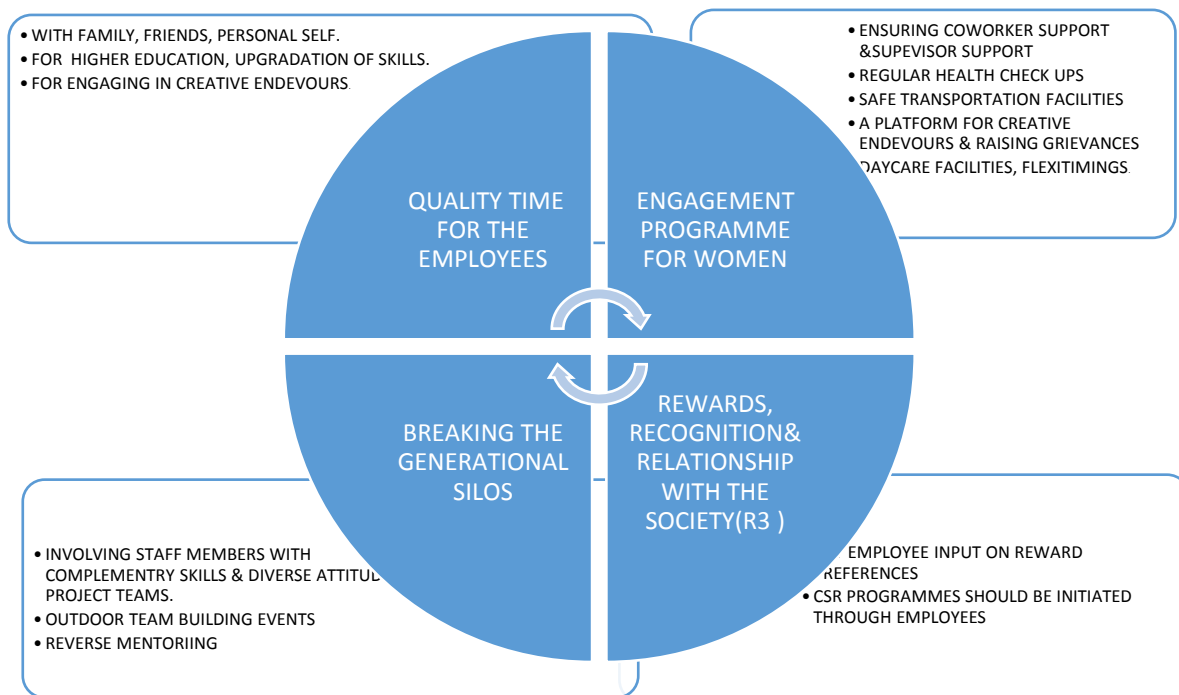 • WITH FAMILY, FRIENDS, PERSONAL SELF.
• FOR HIGHER EDUCATION, UPGRADATION OF SKILLS.
• FOR ENGAGING IN CREATIVE ENDEVOURS.
• ENSURING COWORKER SUPPORT
&SUPEVISOR SUPPORT
• REGULAR HEALTH CHECK UPS
• SAFE TRANSPORTATION FACILITIES
• A PLATFORM FOR CREATIVE
ENDEVOURS & RAISING GRIEVANCES
DAYCARE FACILITIES, FLEXITIMINGS.
QUALITY TIME
FOR THE
EMPLOYEES
ENGAGEMENT
PROGRAMME
FOR WOMEN
BREAKING THE
GENERATIONAL
SILOS
REWARDS,
RECOGNITION&
RELATIONSHIP
WITH THE
SOCIETY(R3 )
• INVOLVING STAFF MEMBERS WITH
COMPLEMENTRY SKILLS & DIVERSE
PROJECT TEAMS.
• OUTDOOR TEAM BUILDING EVENTS
• REVERSE MENTORIING
EMPLOYEE INPUT ON REWARD
REFERENCES
• CSR PROGRAMMES SHOULD BE INITIATED
THROUGH EMPLOYEES